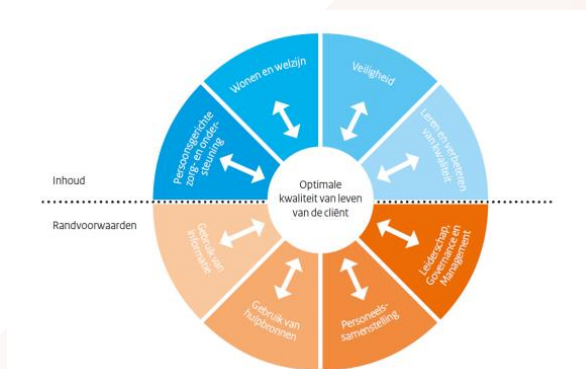 Wonen en welzijn
Veiligheid
Persoonsgerichte
zorg- en onder-
steuning
Leren en verbeteren
van kwaliteit
Inhoud
Optimale
kwaliteit van leven
van de cliënt
Randvoorwaarden
Gebruik van
informatie
Leiderschap,
Governance en
Management
Gebruik van
hulpbronnen
Personeels-
samenstelling